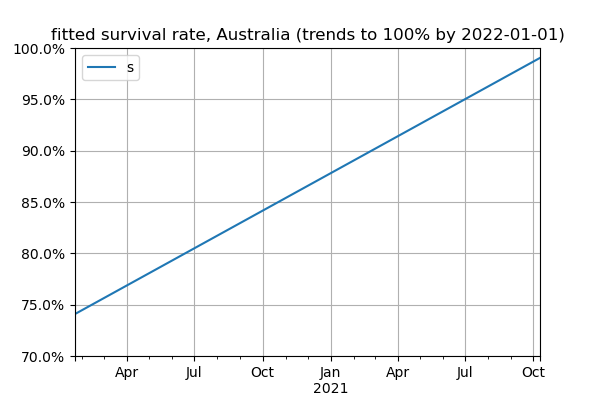 fitted survival rate, Australia (trends to 100% by 2022-01-01)
100.0%
s
95.0%
90.0%
85.0%
80.0%
75.0%
70.0%
Apr Jul Oct Jan Apr Jul Oct
2021